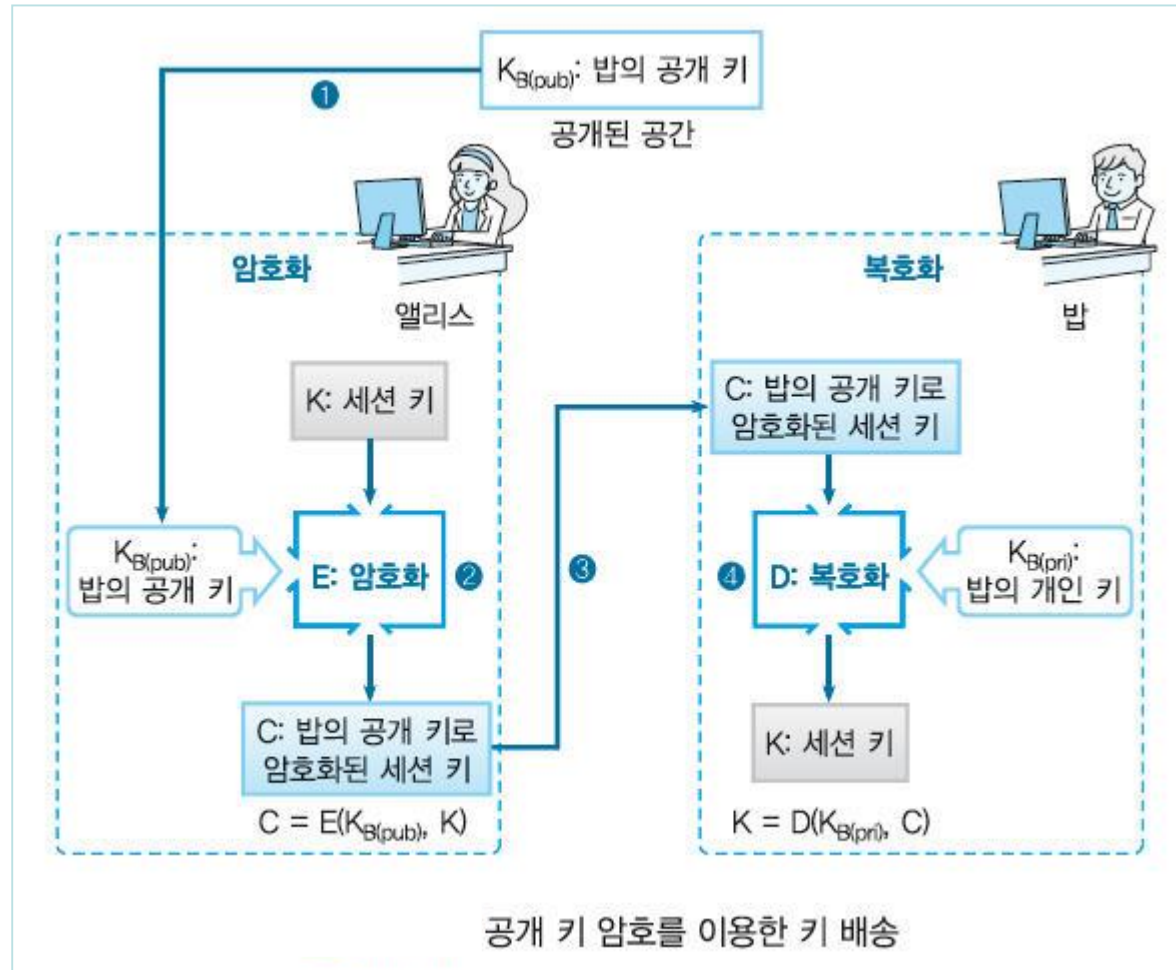 K_B(pub): 밥의 공개 키
❶
공개된 공간
암호화
앨리스
K: 세션 키
K_B(pub):
밥의 공개 키
E: 암호화 ❷
C: 밥의 공개 키로
암호화된 세션 키
C = E(K_B(pub), K)
❸
복호화
밥
C: 밥의 공개 키로
암호화된 세션 키
❹ D: 복호화
K_B(pri):
밥의 개인 키
K: 세션 키
K = D(K_B(pri), C)
공개 키 암호를 이용한 키 배송